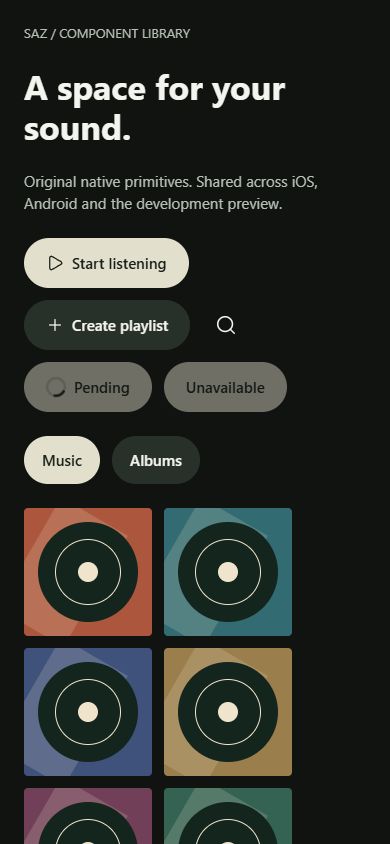 SAZ / COMPONENT LIBRARY
A space for your
sound.
Original native primitives. Shared across iOS,
Android and the development preview.
Start listening
Create playlist
Pending
Unavailable
Music
Albums